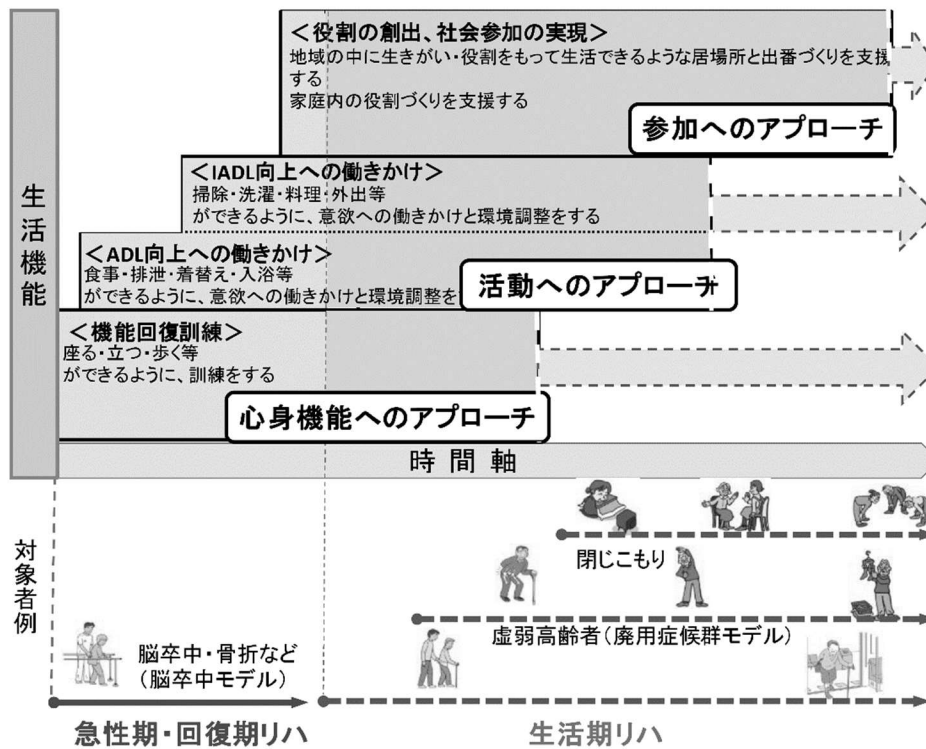 生活機能
＜役割の創出、社会参加の実現＞
地域の中に生きがい・役割をもって生活できるような居場所と出番づくりを支援
する
家庭内の役割づくりを支援する
参加へのアプローチ
＜IADL向上への働きかけ＞
掃除・洗濯・料理・外出等
ができるように、意欲への働きかけと環境調整をする
＜ADL向上への働きかけ＞
食事・排泄・着替え・入浴等
ができるように、意欲への働きかけと環境調整をす
活動へのアプローチ
＜機能回復訓練＞
座る・立つ・歩く等
ができるように、訓練をする
心身機能へのアプローチ
時間軸
対象者例
閉じこもり
虚弱高齢者（廃用症候群モデル）
脳卒中・骨折など
（脳卒中モデル）
急性期・回復期リハ
生活期リハ